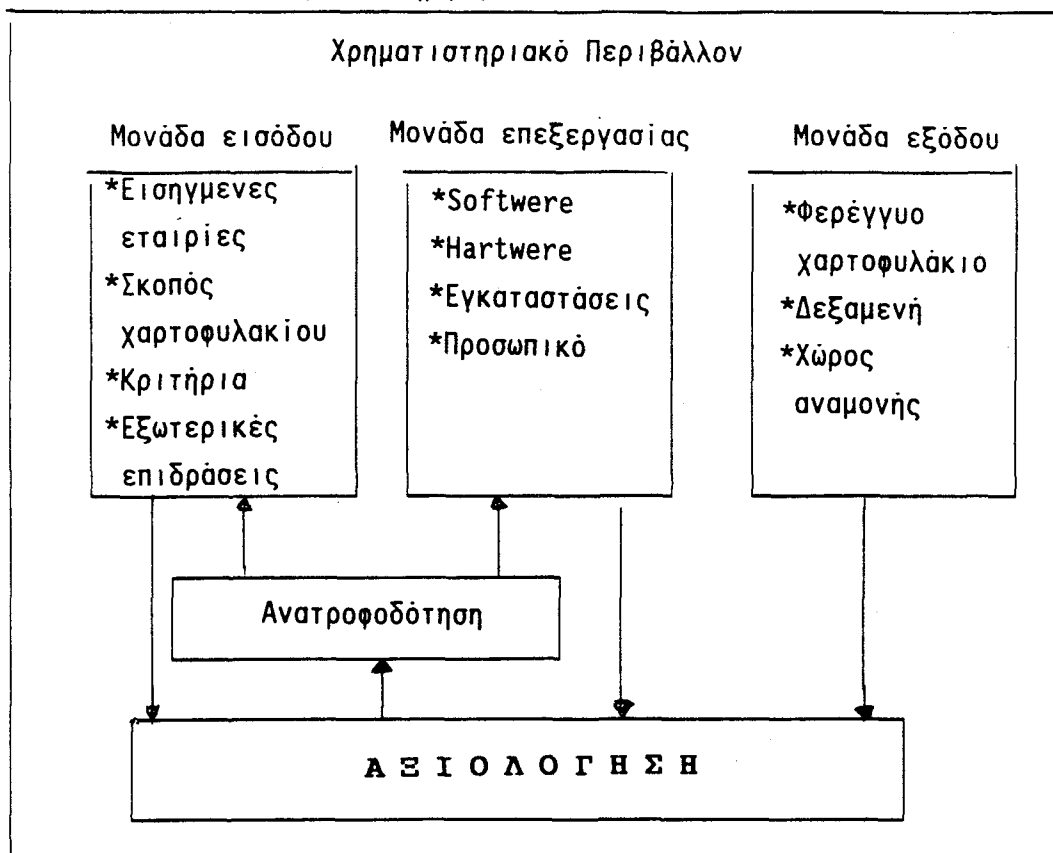 Χρηματιστηριακό Περιβάλλον
Μονάδα εισόδου
*Εισηγμενες
εταιρίες
*Σκοπός
χαρτοφυλακίου
*Κριτήρια
*Εξωτερικές
επιδράσεις
Μονάδα επεξεργασίας
*Softwere
*Hartwere
*Εγκαταστάσεις
*Προσωπικό
Μονάδα εξόδου
*Φερέγγυο
χαρτοφυλάκιο
*Δεξαμενή
*Χώρος
αναμονής
Ανατροφοδότηση
Α Ξ Ι Ο Λ Ο Γ Η Σ Η